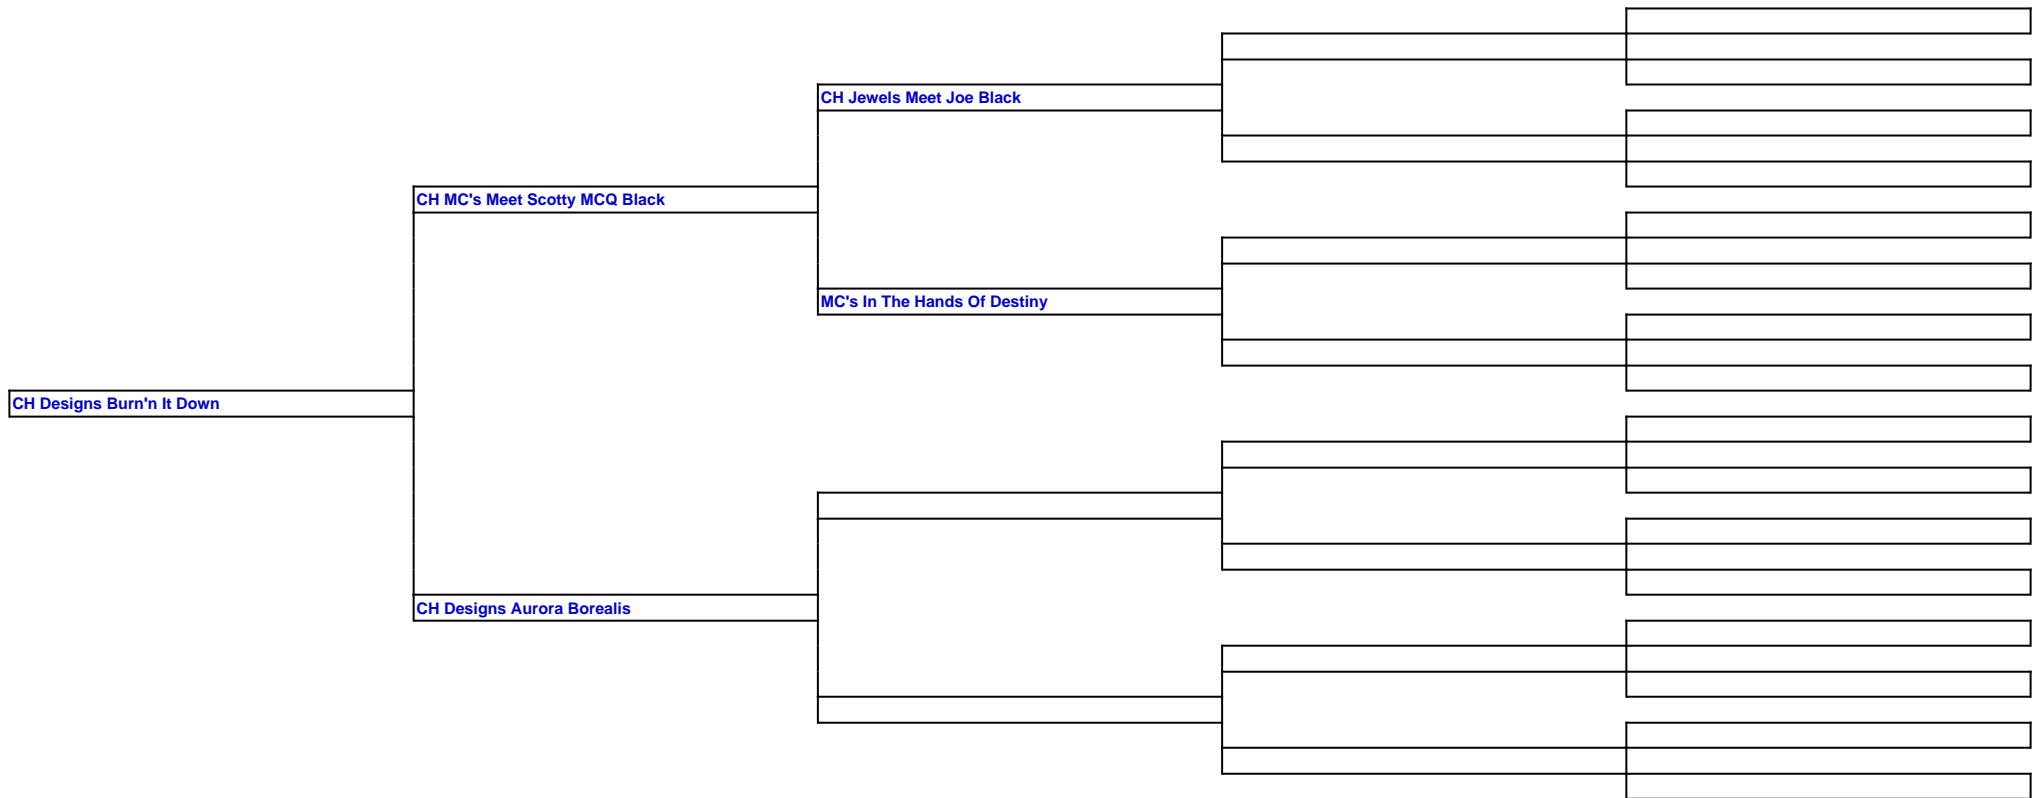 CH Jewels Meet Joe Black
CH MC's Meet Scotty MCQ Black
MC's In The Hands Of Destiny
CH Designs Burn'n It Down
CH Designs Aurora Borealis